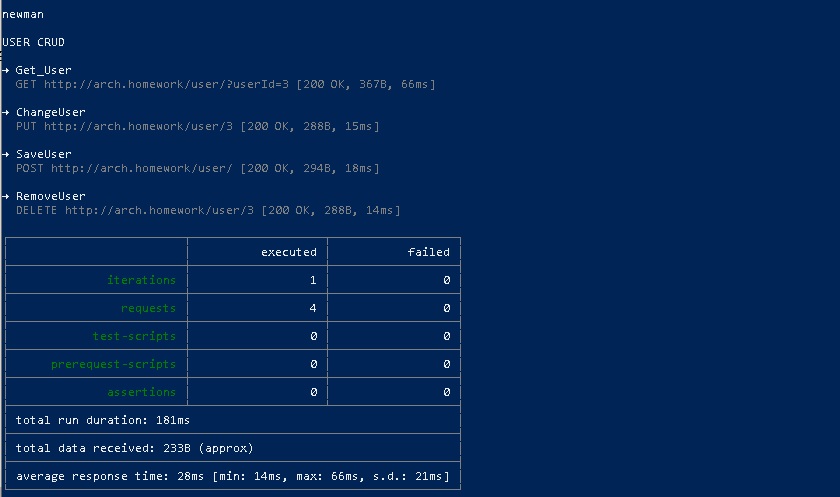 newman
USER CRUD
→ Get_User
GET http://arch.homework/user/?userId=3 [200 OK, 367B, 66ms]
→ ChangeUser
PUT http://arch.homework/user/3 [200 OK, 288B, 15ms]
→ SaveUser
POST http://arch.homework/user/ [200 OK, 294B, 18ms]
→ RemoveUser
DELETE http://arch.homework/user/3 [200 OK, 288B, 14ms]
executed failed
iterations 1 0
requests 4 0
test-scripts 0 0
prerequest-scripts 0 0
assertions 0 0
total run duration: 181ms
total data received: 233B (approx)
average response time: 28ms [min: 14ms, max: 66ms, s.d.: 21ms]